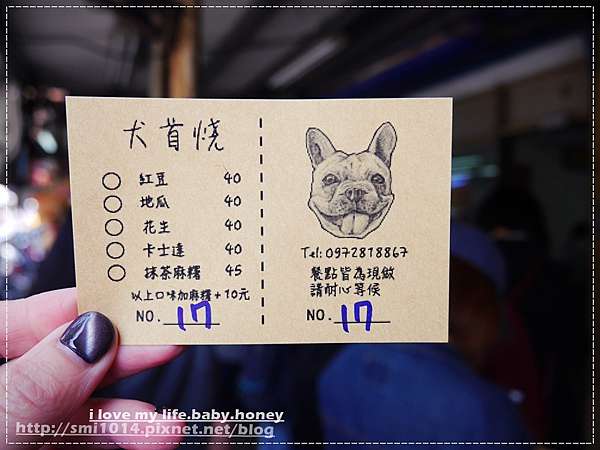 犬首燒
紅豆 40
地瓜 40
花生 40
卡士達 40
抹茶麻糬 45
以上口味加麻糬+10元
NO. 17
Tel: 0972818867
餐點皆為現做
請耐心等候
NO. 17
i love my life.baby.honey
http://smi1014.pixnet.net/blog